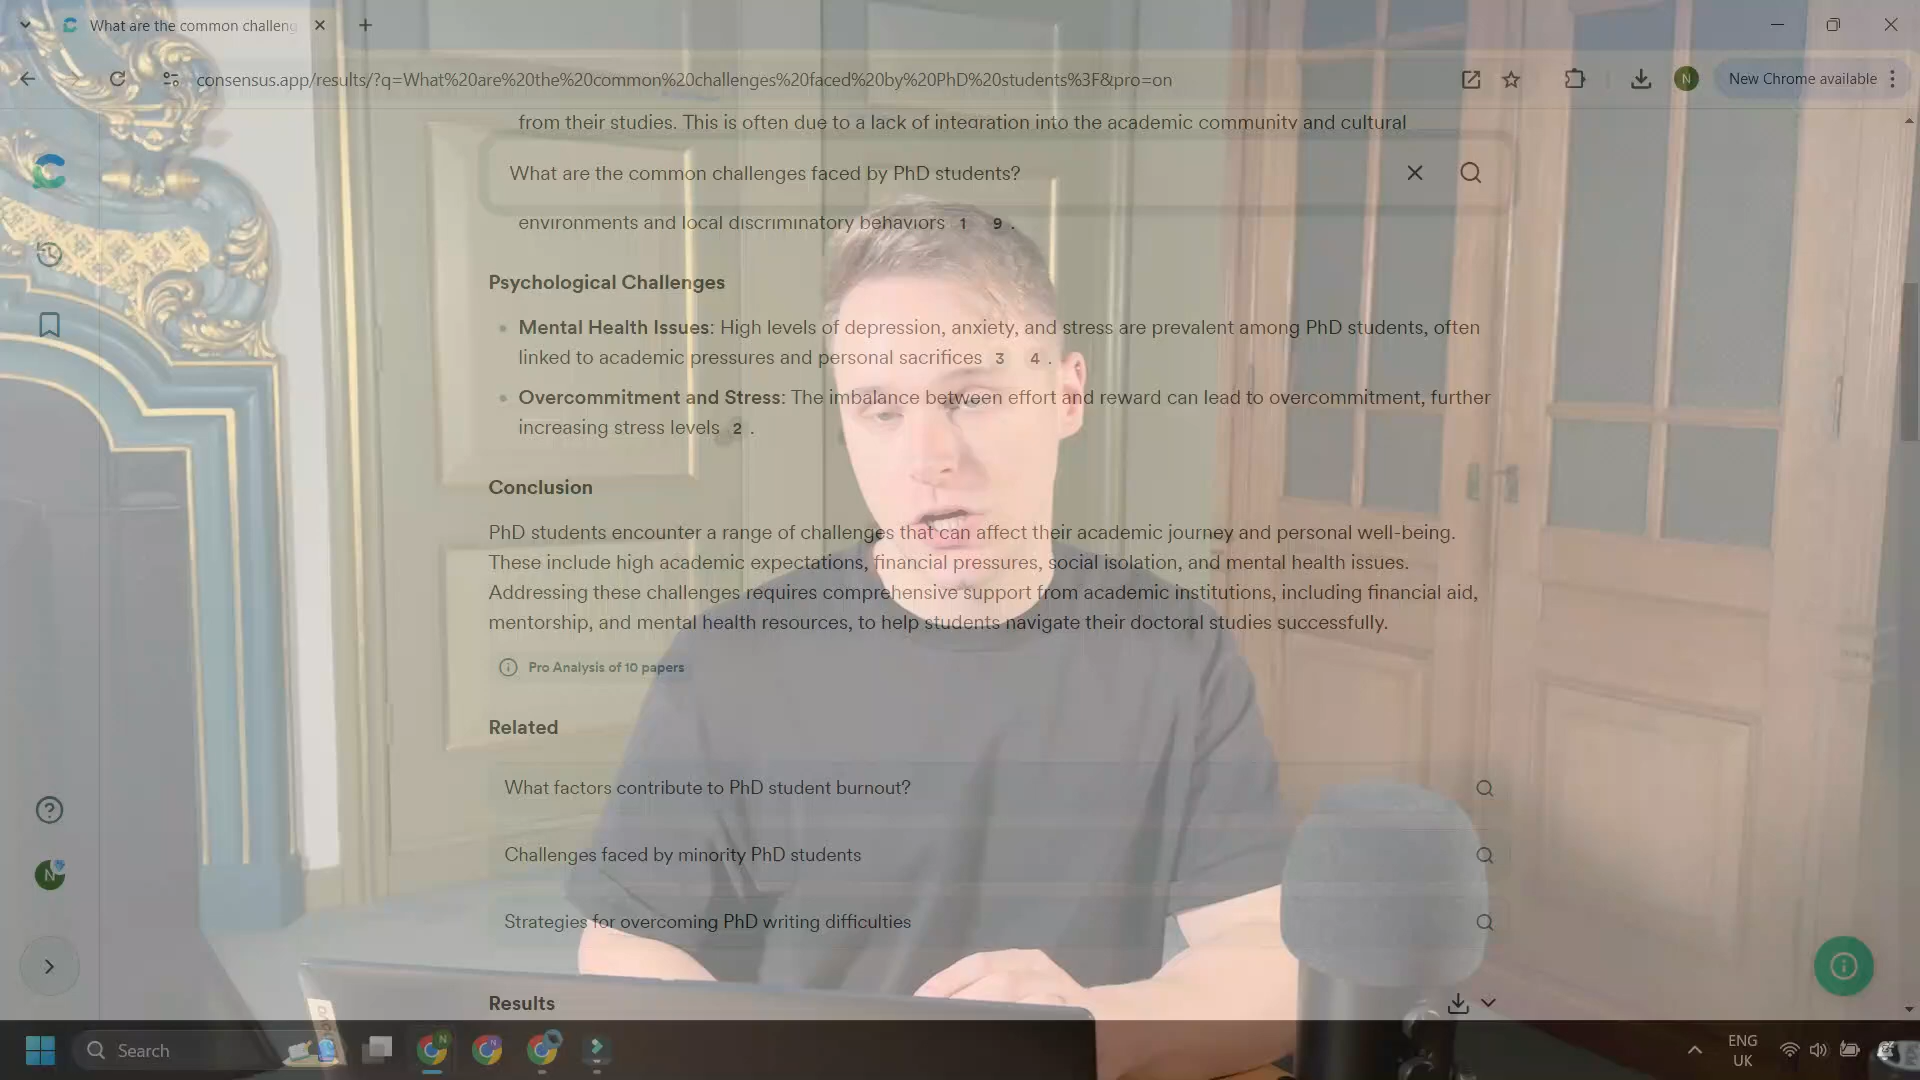 What are the common challeng
consensus.app/results/?q=What%20are%20the%20common%20challenges%20faced%20by%20PhD%20students%3F&pro=on
N
New Chrome available
from their studies. This is often due to a lack of integration into the academic community and cultural
What are the common challenges faced by PhD students?
environments and local discriminatory behaviors 1 9 .
Psychological Challenges
Mental Health Issues: High levels of depression, anxiety, and stress are prevalent among PhD students, often
linked to academic pressures and personal sacrifices 3 4 .
Overcommitment and Stress: The imbalance between effort and reward can lead to overcommitment, further
increasing stress levels 2 .
Conclusion
PhD students encounter a range of challenges that can affect their academic journey and personal well-being.
These include high academic expectations, financial pressures, social isolation, and mental health issues.
Addressing these challenges requires comprehensive support from academic institutions, including financial aid,
mentorship, and mental health resources, to help students navigate their doctoral studies successfully.
Pro Analysis of 10 papers
Related
What factors contribute to PhD student burnout?
Challenges faced by minority PhD students
N
Strategies for overcoming PhD writing difficulties
Results
Search
N
ENG
UK